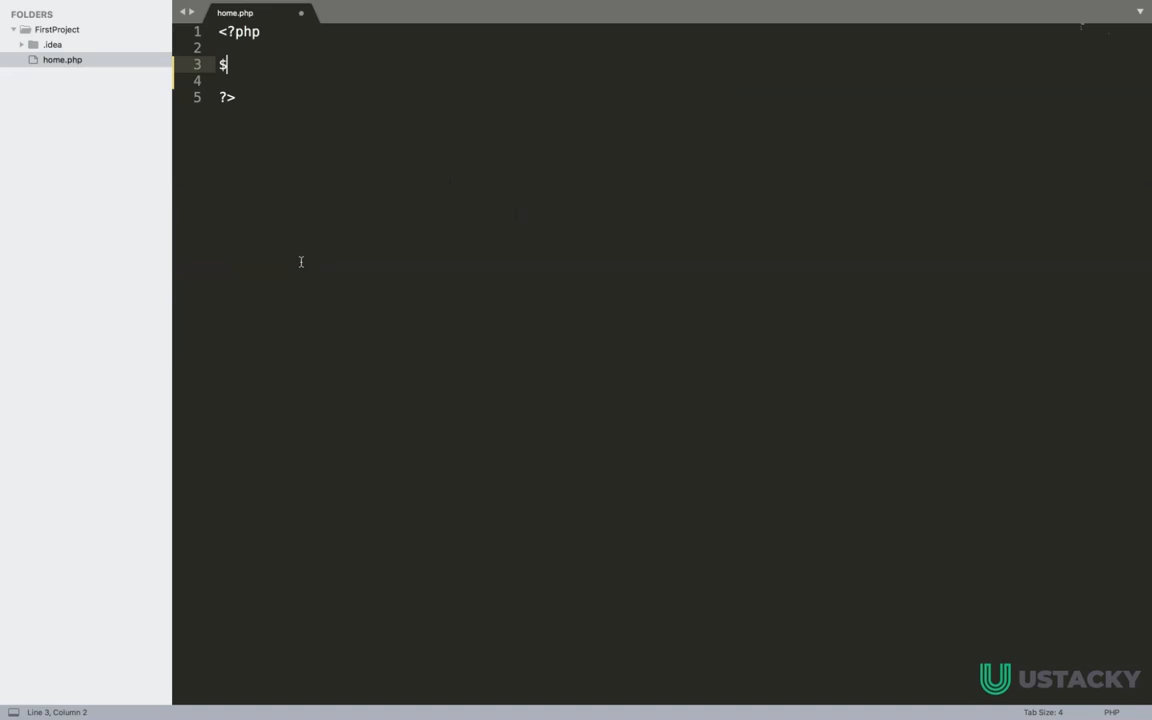 FOLDERS
FirstProject
.idea
home.php
home.php
1 <?php
2
3 $
4
5 ?>
USTACKY
Line 3, Column 2
Tab Size: 4
PHP